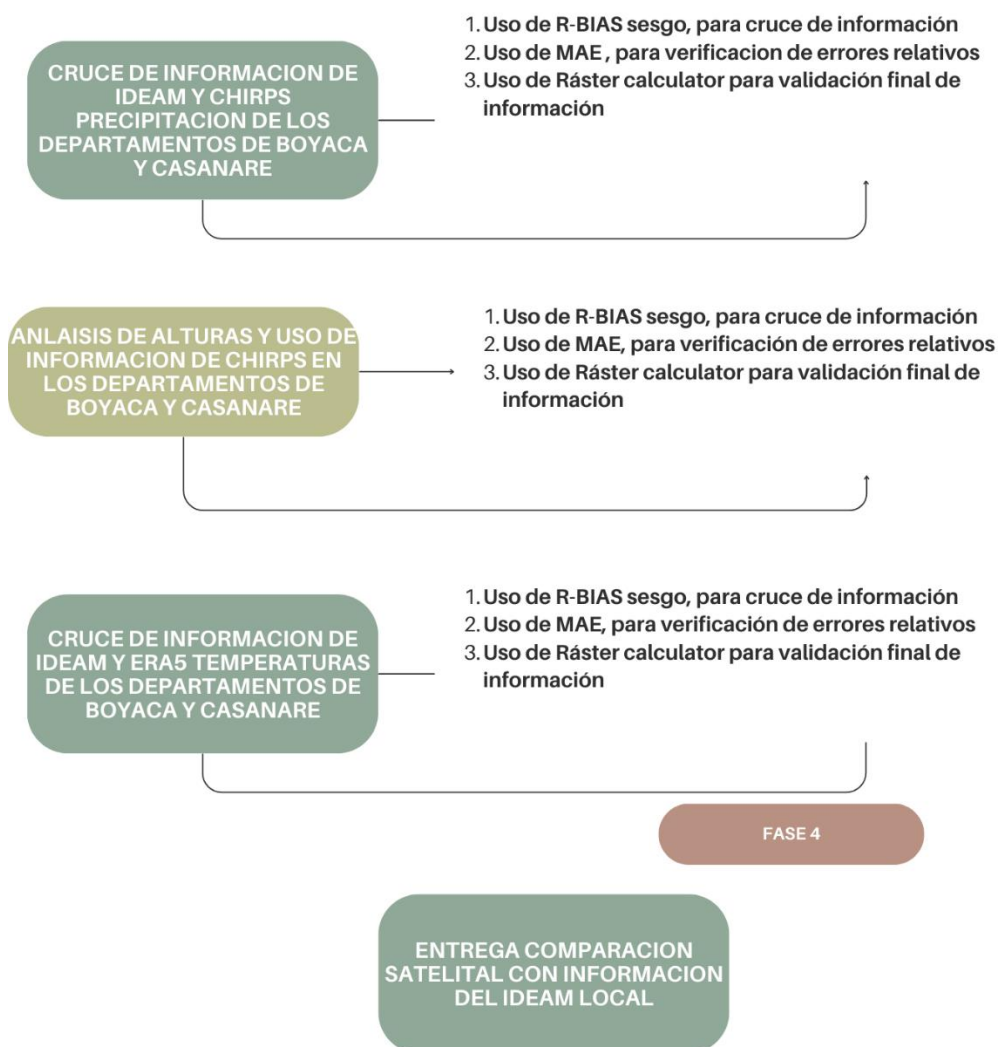 1. Uso de R-BIAS sesgo, para cruce de información
2. Uso de MAE , para verificacion de errores relativos
3. Uso de Ráster calculator para validación final de
información
CRUCE DE INFORMACION DE
IDEAM Y CHIRPS
PRECIPITACION DE LOS
DEPARTAMENTOS DE BOYACA
Y CASANARE
1. Uso de R-BIAS sesgo, para cruce de información
2. Uso de MAE, para verificación de errores relativos
3. Uso de Ráster calculator para validación final de
información
ANLAISIS DE ALTURAS Y USO DE
INFORMACION DE CHIRPS EN
LOS DEPARTAMENTOS DE
BOYACA Y CASANARE
1. Uso de R-BIAS sesgo, para cruce de información
2. Uso de MAE, para verificación de errores relativos
3. Uso de Ráster calculator para validación final de
información
CRUCE DE INFORMACION DE
IDEAM Y ERA5 TEMPERATURAS
DE LOS DEPARTAMENTOS DE
BOYACA Y CASANARE
FASE 4
ENTREGA COMPARACION
SATELITAL CON INFORMACION
DEL IDEAM LOCAL